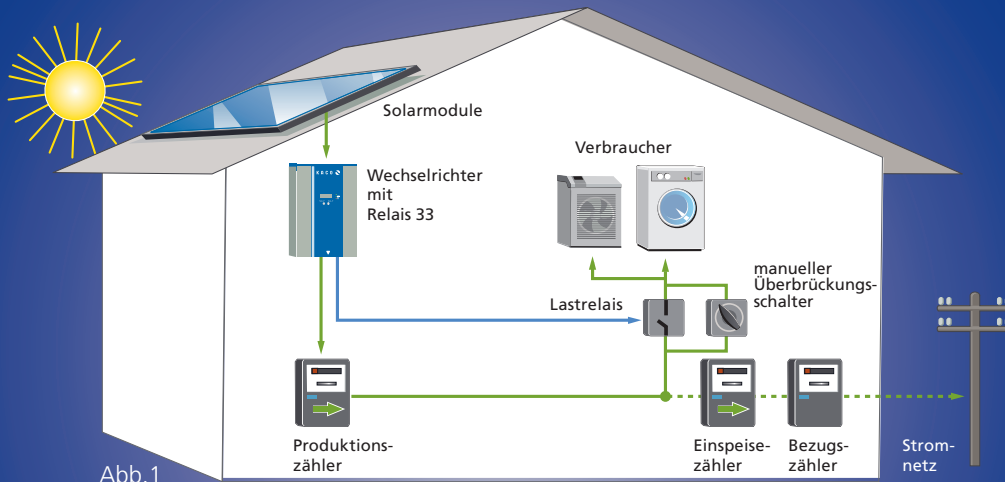 Solarmodule
KACO
Wechselrichter
mit
Relais 33
Verbraucher
manueller
Überbrückungs-
schalter
Lastrelais
Produktions-
zähler
Einspeise-
zähler
Bezugs-
zähler
Strom-
netz
Abb.1